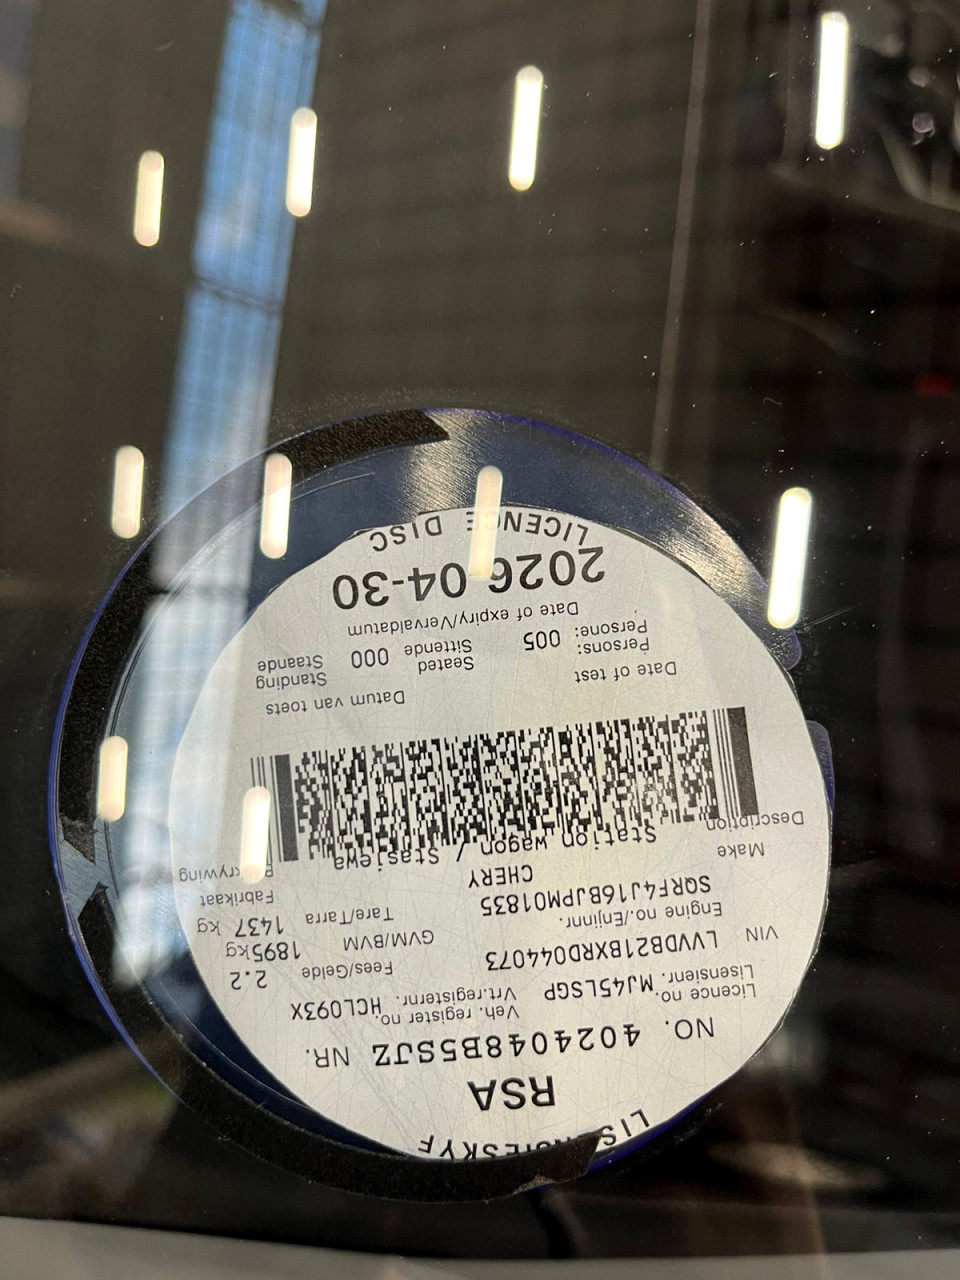 LISENSIESKYF
RSA
NO. 4024048B5SJZ NR.
Licence no. MJ45LSGP Veh. register no. HCL093X
Lisensienr. Vrt.registernr.
VIN LVVDB21BXRD044073 Fees/Gelde 2.2
Engine no./Enjinnr. GVM/BVM 1895kg
SQRF4J16BJPM01835 Tare/Tarra 1437 kg
Make CHERY Fabrikaat
Description Station wagon / Stasiewa
Date of test Datum van toets
Persons: 005 Seated 000 Standing
Persone: Sittende Staande
Date of expiry/Vervaldatum
2026-04-30
LICENCE DISC